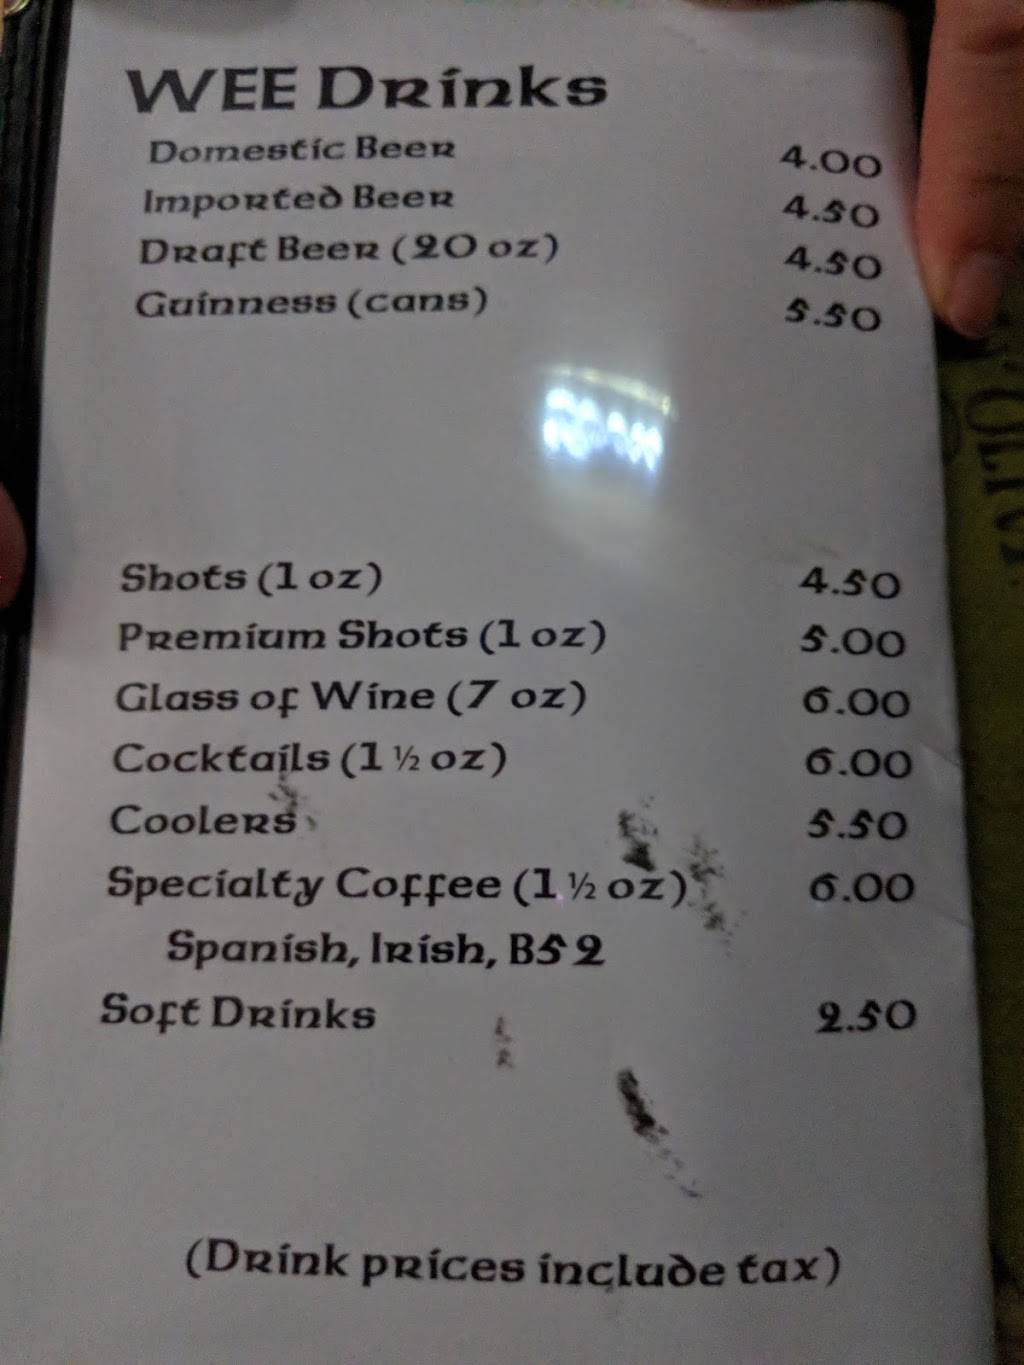 WEE Drinks
Domestic Beer 4.00
Imported Beer 4.50
Draft Beer (20 oz) 4.50
Guinness (cans) 5.50
Shots (1 oz) 4.50
Premium Shots (1 oz) 5.00
Glass of Wine (7 oz) 6.00
Cocktails (1 ½ oz) 6.00
Coolers 5.50
Specialty Coffee (1 ½ oz) 6.00
Spanish, Irish, B52
Soft Drinks 2.50
(Drink prices include tax)